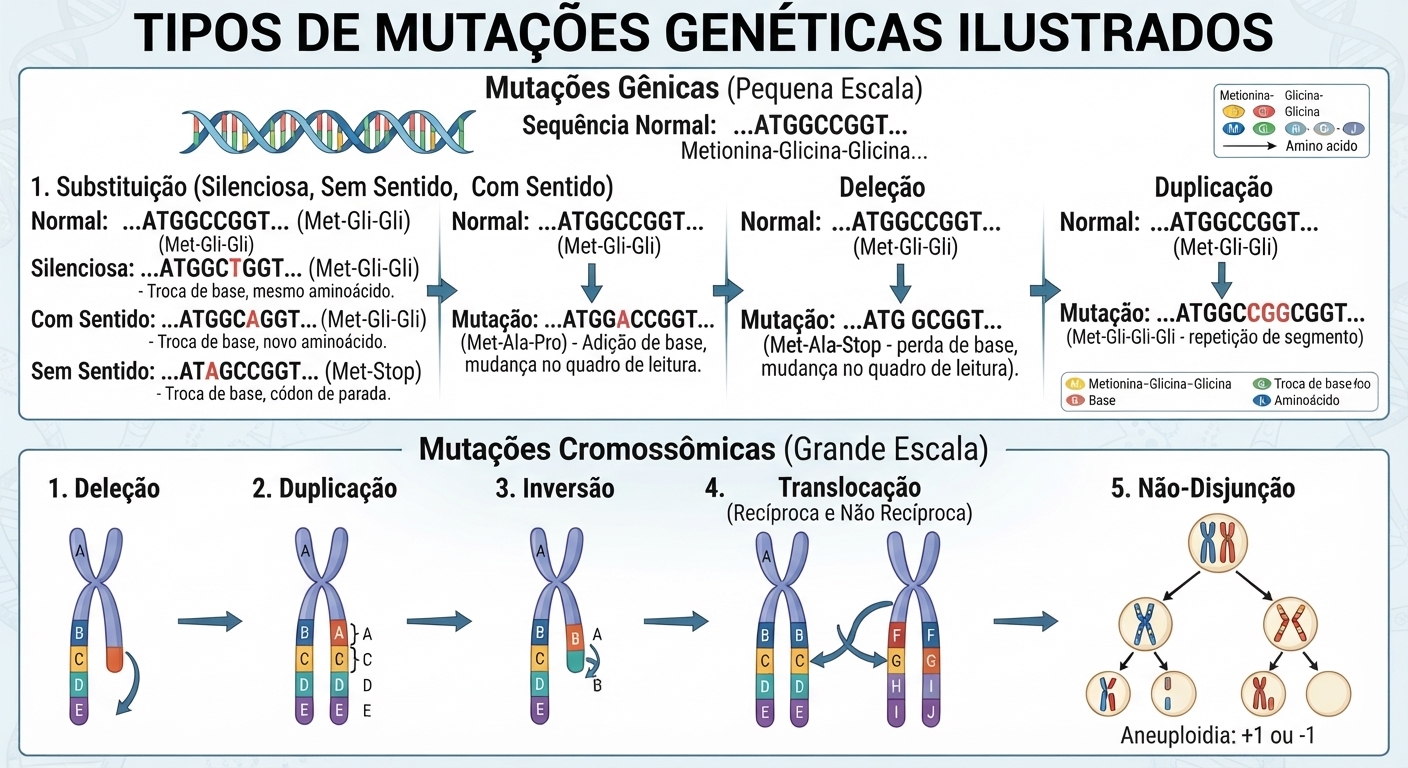 TIPOS DE MUTAÇÕES GENÉTICAS ILUSTRADOS
Mutações Gênicas (Pequena Escala)
Sequência Normal: ...ATGGCCGGT...
Metionina-Glicina-Glicina...
Metionina- Glicina-
Glicina
M
J
Amino acido
1. Substituição (Silenciosa, Sem Sentido, Com Sentido)
Normal: ...ATGGCCGGT... (Met-Gli-Gli)
(Met-Gli-Gli)
Silenciosa: ...ATGGCTGGT... (Met-Gli-Gli)
- Troca de base, mesmo aminoácido.
Com Sentido: ...ATGGCAGGT... (Met-Gli-Gli)
- Troca de base, novo aminoácido.
Sem Sentido: ...ATAGCCGGT... (Met-Stop)
- Troca de base, códon de parada.
Normal: ...ATGGCCGGT...
(Met-Gli-Gli)
Mutação: ...ATGGACCGGT...
(Met-Ala-Pro) - Adição de base,
mudança no quadro de leitura.
Deleção
Normal: ...ATGGCCGGT...
(Met-Gli-Gli)
Mutação: ...ATG GCGGT...
(Met-Ala-Stop - perda de base,
mudança no quadro de leitura).
Duplicação
Normal: ...ATGGCCGGT...
(Met-Gli-Gli)
Mutação: ...ATGGCCGGCGGT...
(Met-Gli-Gli-Gli - repetição de segmento)
M Metionina-Glicina-Glicina
Troca de base
Base
Aminoácido
Mutações Cromossômicas (Grande Escala)
1. Deleção
A
B
C
D
E
2. Duplicação
A
B A A
C C C
D D D
E E E
3. Inversão
A
B B A
C
D B
E
4. Translocação
(Recíproca e Não Recíproca)
A
B B F F
C C G G
D D H I
E E I J
5. Não-Disjunção
Aneuploidia: +1 ou -1